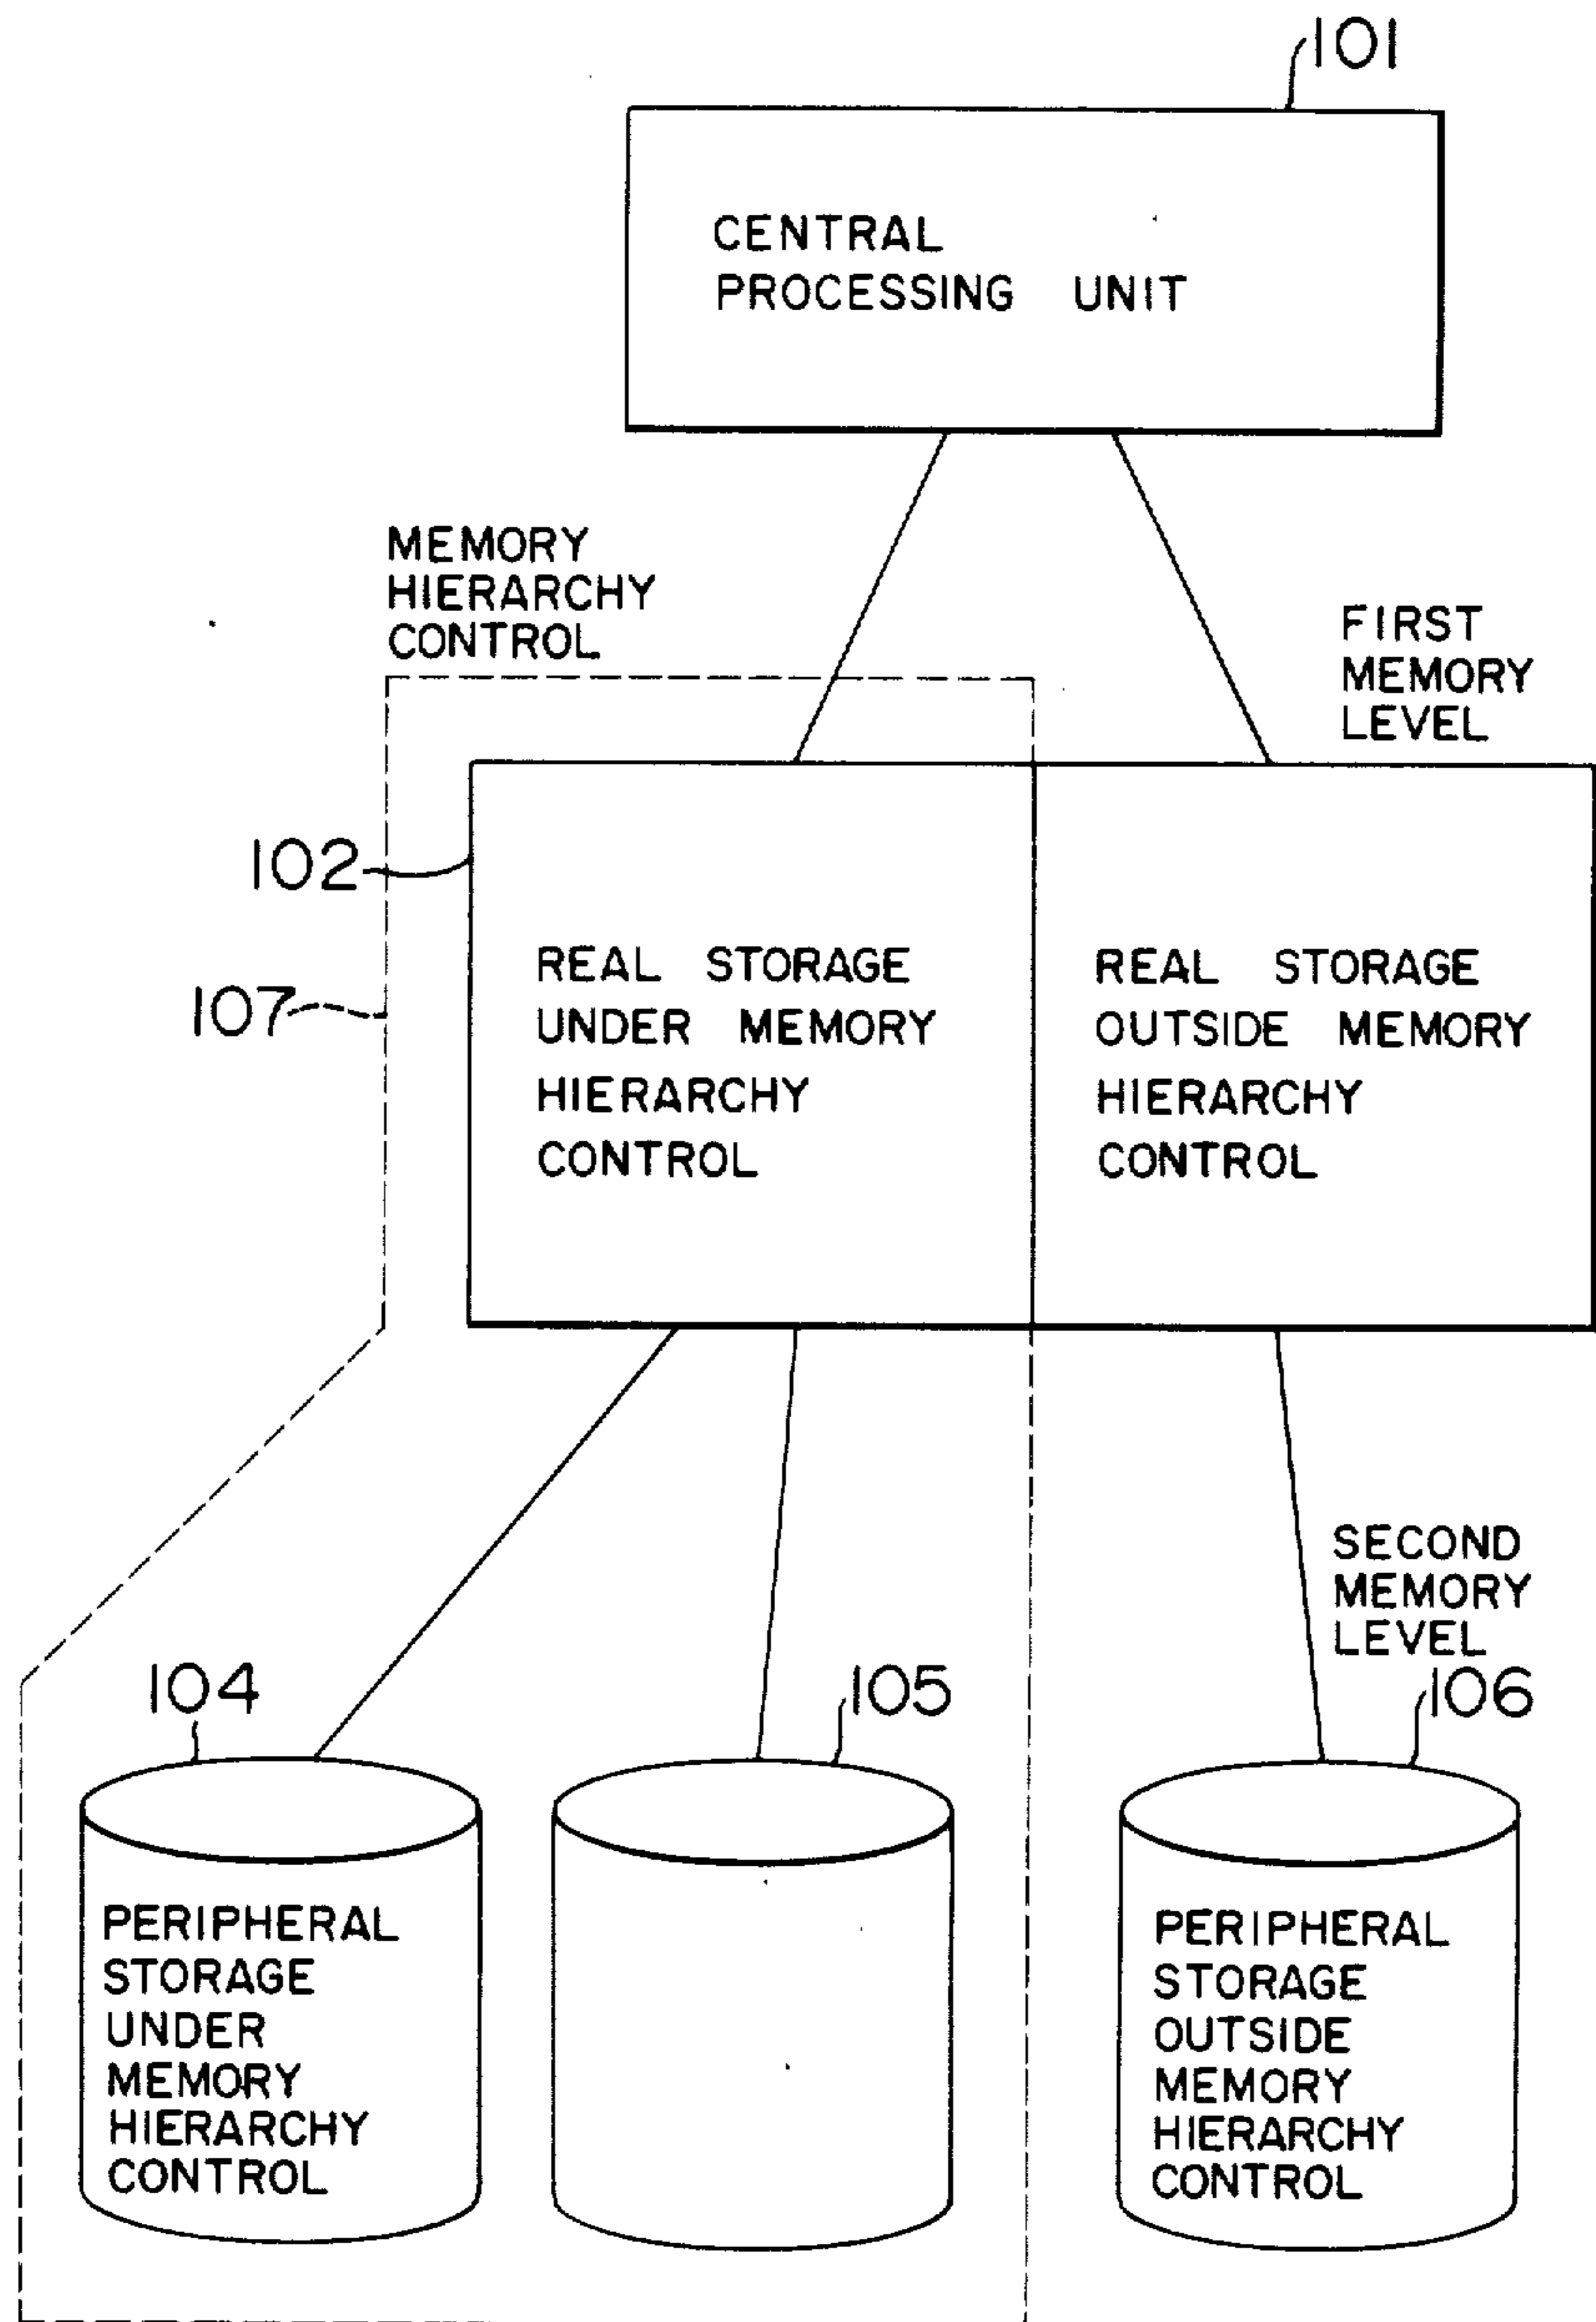 101
CENTRAL
PROCESSING UNIT
MEMORY
HIERARCHY
CONTROL
FIRST
MEMORY
LEVEL
102
107
REAL STORAGE
UNDER MEMORY
HIERARCHY
CONTROL
REAL STORAGE
OUTSIDE MEMORY
HIERARCHY
CONTROL
SECOND
MEMORY
LEVEL
104
105
106
PERIPHERAL
STORAGE
UNDER
MEMORY
HIERARCHY
CONTROL
PERIPHERAL
STORAGE
OUTSIDE
MEMORY
HIERARCHY
CONTROL